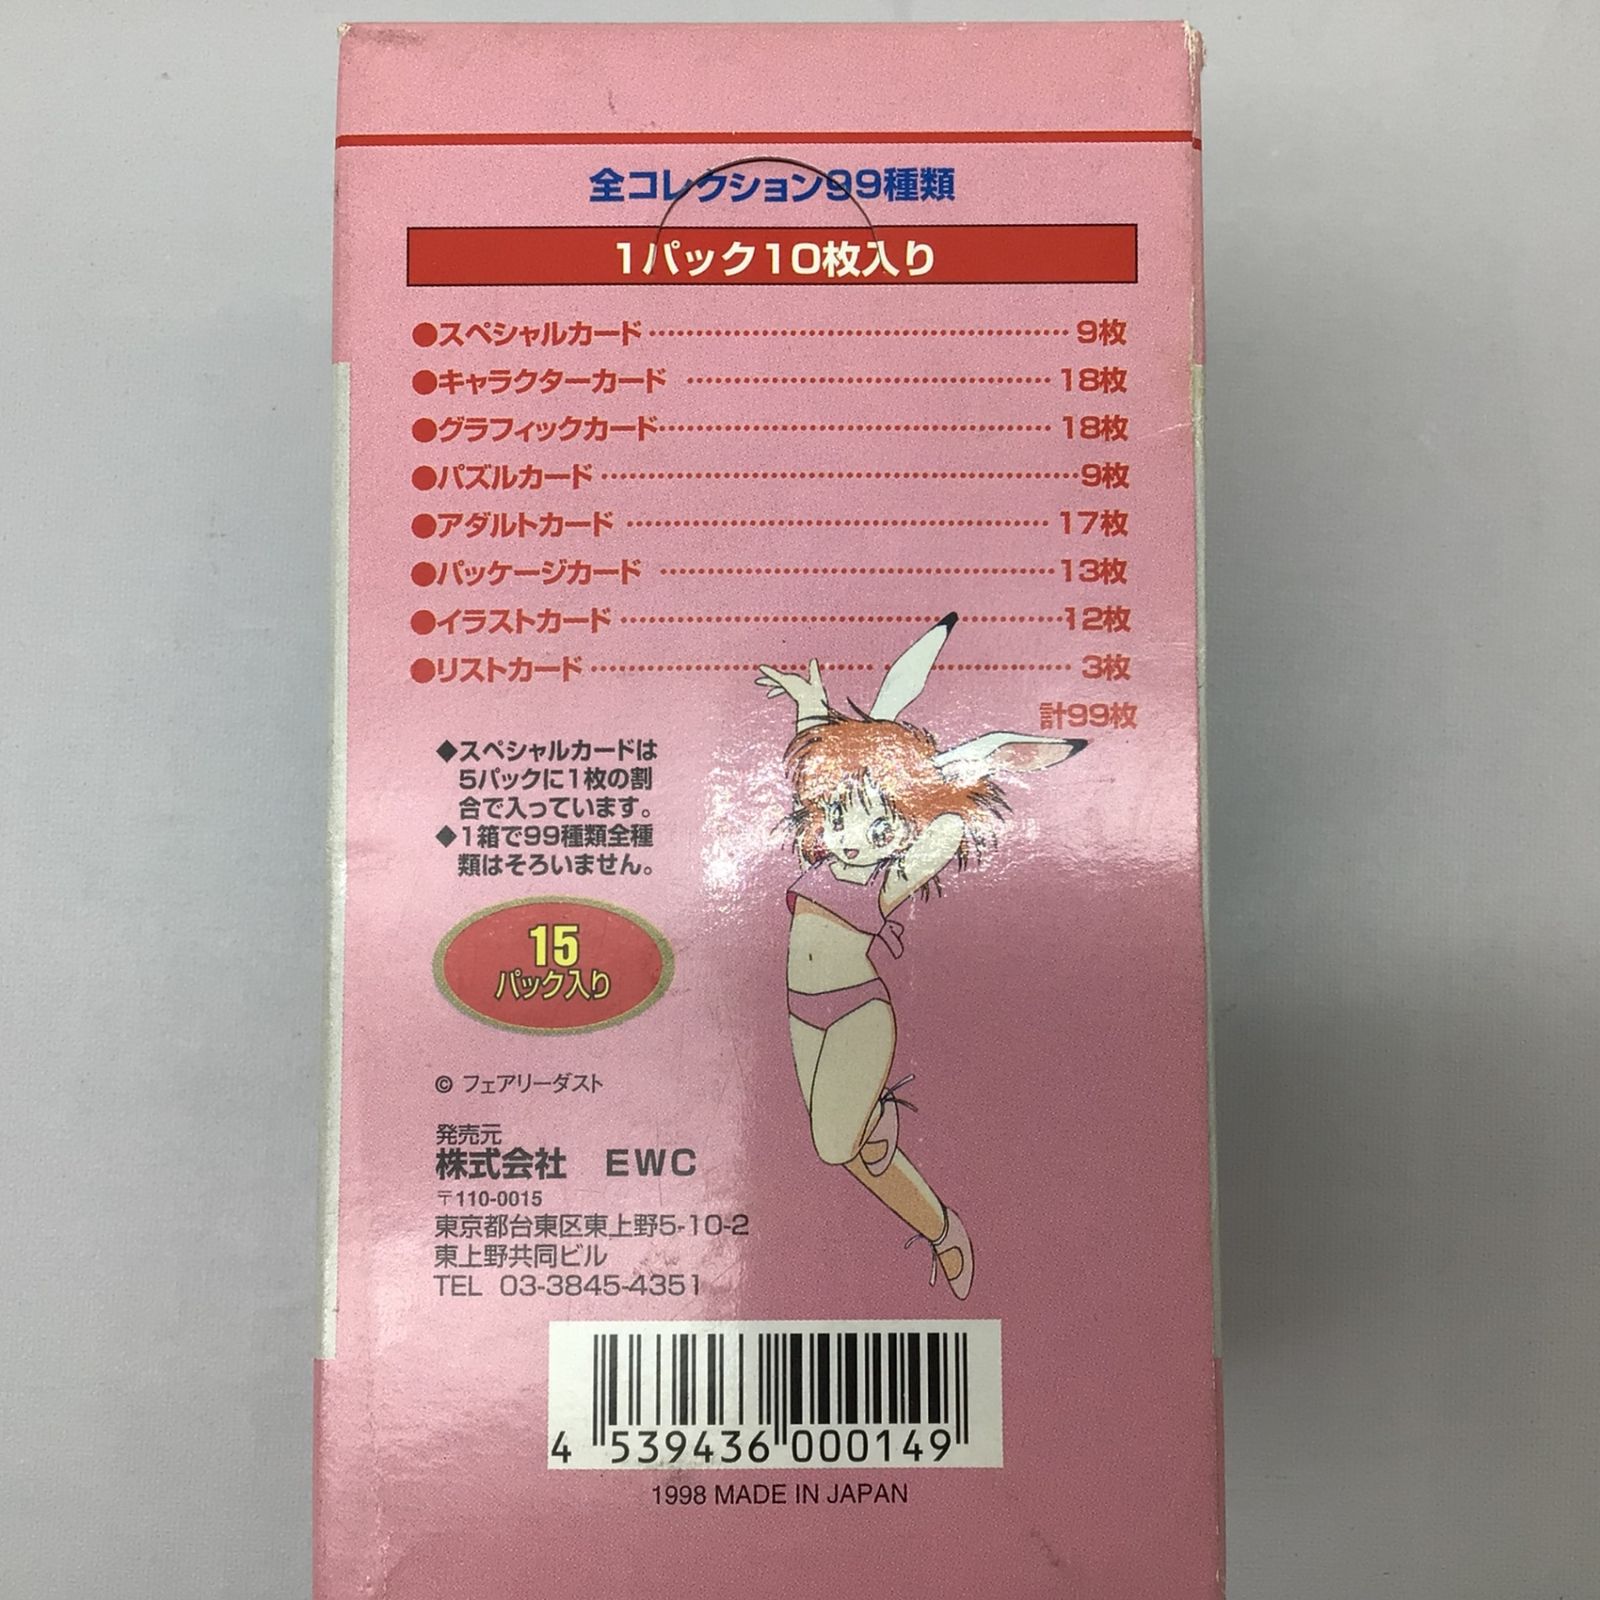 全コレクション99種類
1パック10枚入り
●スペシャルカード…………………………9枚
●キャラクターカード…………………………18枚
●グラフィックカード…………………………18枚
●パズルカード…………………………9枚
●アダルトカード…………………………17枚
●パッケージカード…………………………13枚
●イラストカード…………………………12枚
●リストカード…………………………3枚
計99枚
◆スペシャルカードは
5パックに1枚の割
合で入っています。
◆1箱で99種類全種
類はそろいません。
15
パック入り
© フェアリーダスト
発売元
株式会社 EWC
〒110-0015
東京都台東区東上野5-10-2
東上野共同ビル
TEL 03-3845-4351
4 539436 000149
1998 MADE IN JAPAN